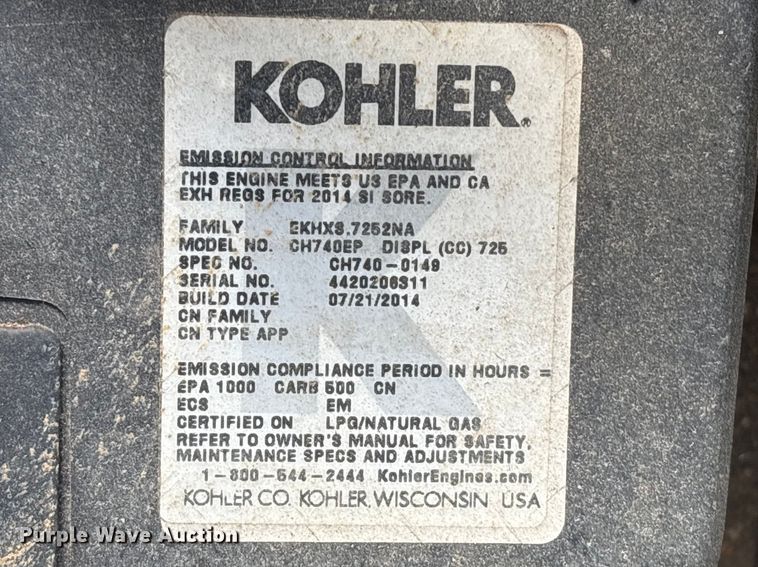 KOHLER®
EMISSION CONTROL INFORMATION
THIS ENGINE MEETS US EPA AND CA
EXH REGS FOR 2014 SI SORE.
FAMILY EKHXS.7252NA
MODEL NO. CH740EP DISPL (CC) 725
SPEC NO. CH740-0149
SERIAL NO. 4420206311
BUILD DATE 07/21/2014
CN FAMILY
CN TYPE APP
EMISSION COMPLIANCE PERIOD IN HOURS =
EPA 1000 CARB 500 CN
ECS EM
CERTIFIED ON LPG/NATURAL GAS
REFER TO OWNER'S MANUAL FOR SAFETY,
MAINTENANCE SPECS AND ADJUSTMENTS
1-800-544-2444 KohlerEngines.com
KOHLER CO. KOHLER, WISCONSIN USA
Purple Wave Auction